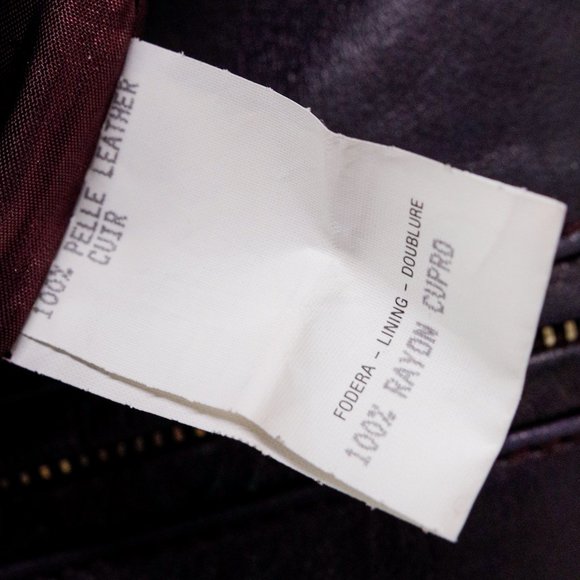 100% PELLE LEATHER
CUIR
FODERA - LINING - DOUBLURE
100% RAYON CUPRO